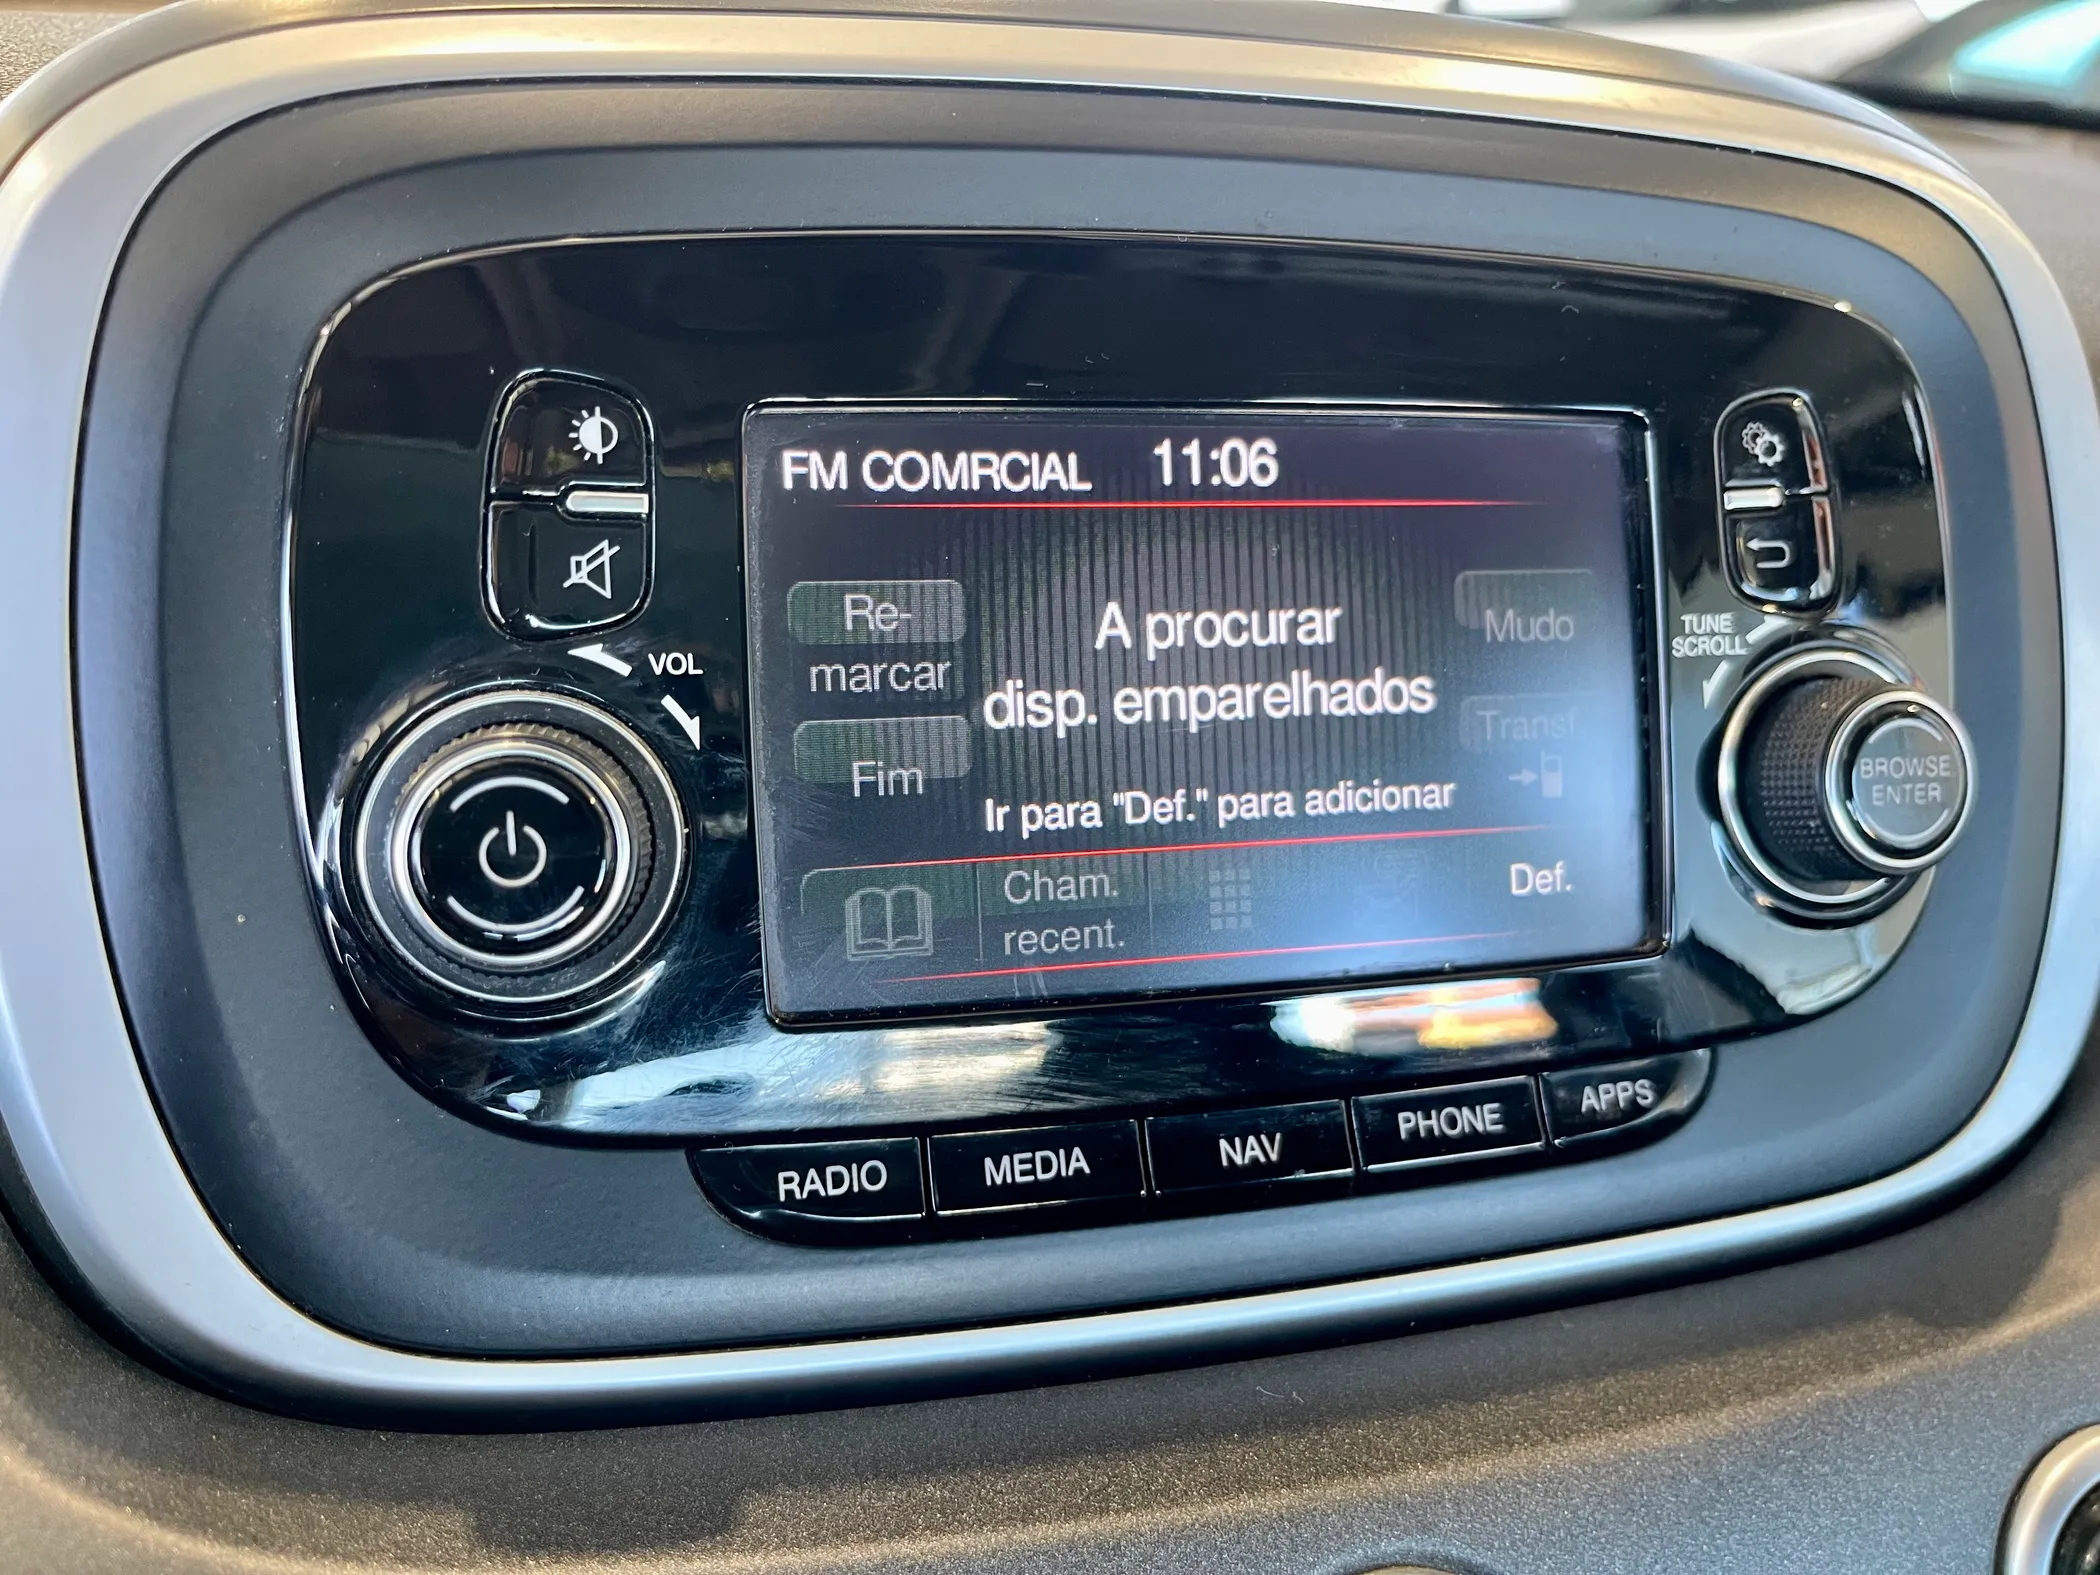 FM COMRCIAL 11:06
Re-
marcar
A procurar
disp. emparelhados
Mudo
Fim
Transf.
Ir para "Def." para adicionar
Cham.
recent.
Def.
VOL
TUNE
SCROLL
BROWSE
ENTER
RADIO
MEDIA
NAV
PHONE
APPS